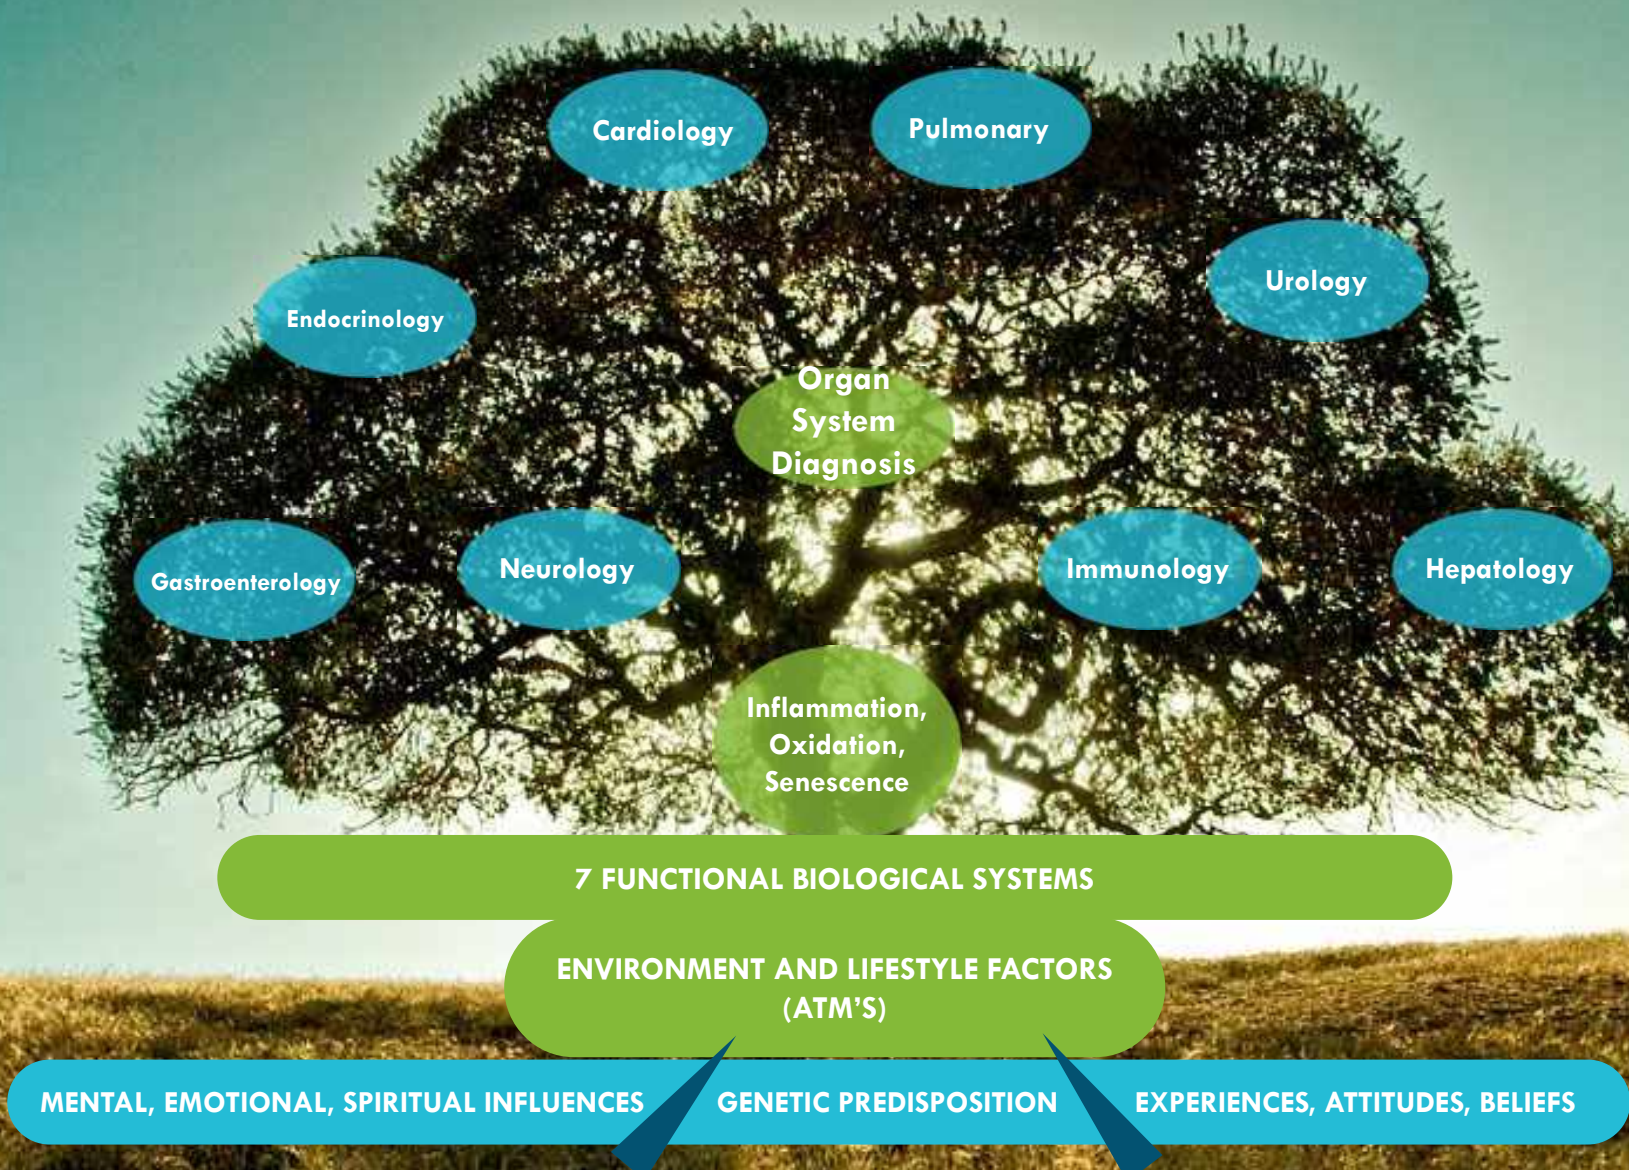 Cardiology
Pulmonary
Urology
Endocrinology
Organ
System
Diagnosis
Gastroenterology
Neurology
Immunology
Hepatology
Inflammation,
Oxidation,
Senescence
7 FUNCTIONAL BIOLOGICAL SYSTEMS
ENVIRONMENT AND LIFESTYLE FACTORS
(ATM’S)
MENTAL, EMOTIONAL, SPIRITUAL INFLUENCES
GENETIC PREDISPOSITION
EXPERIENCES, ATTITUDES, BELIEFS